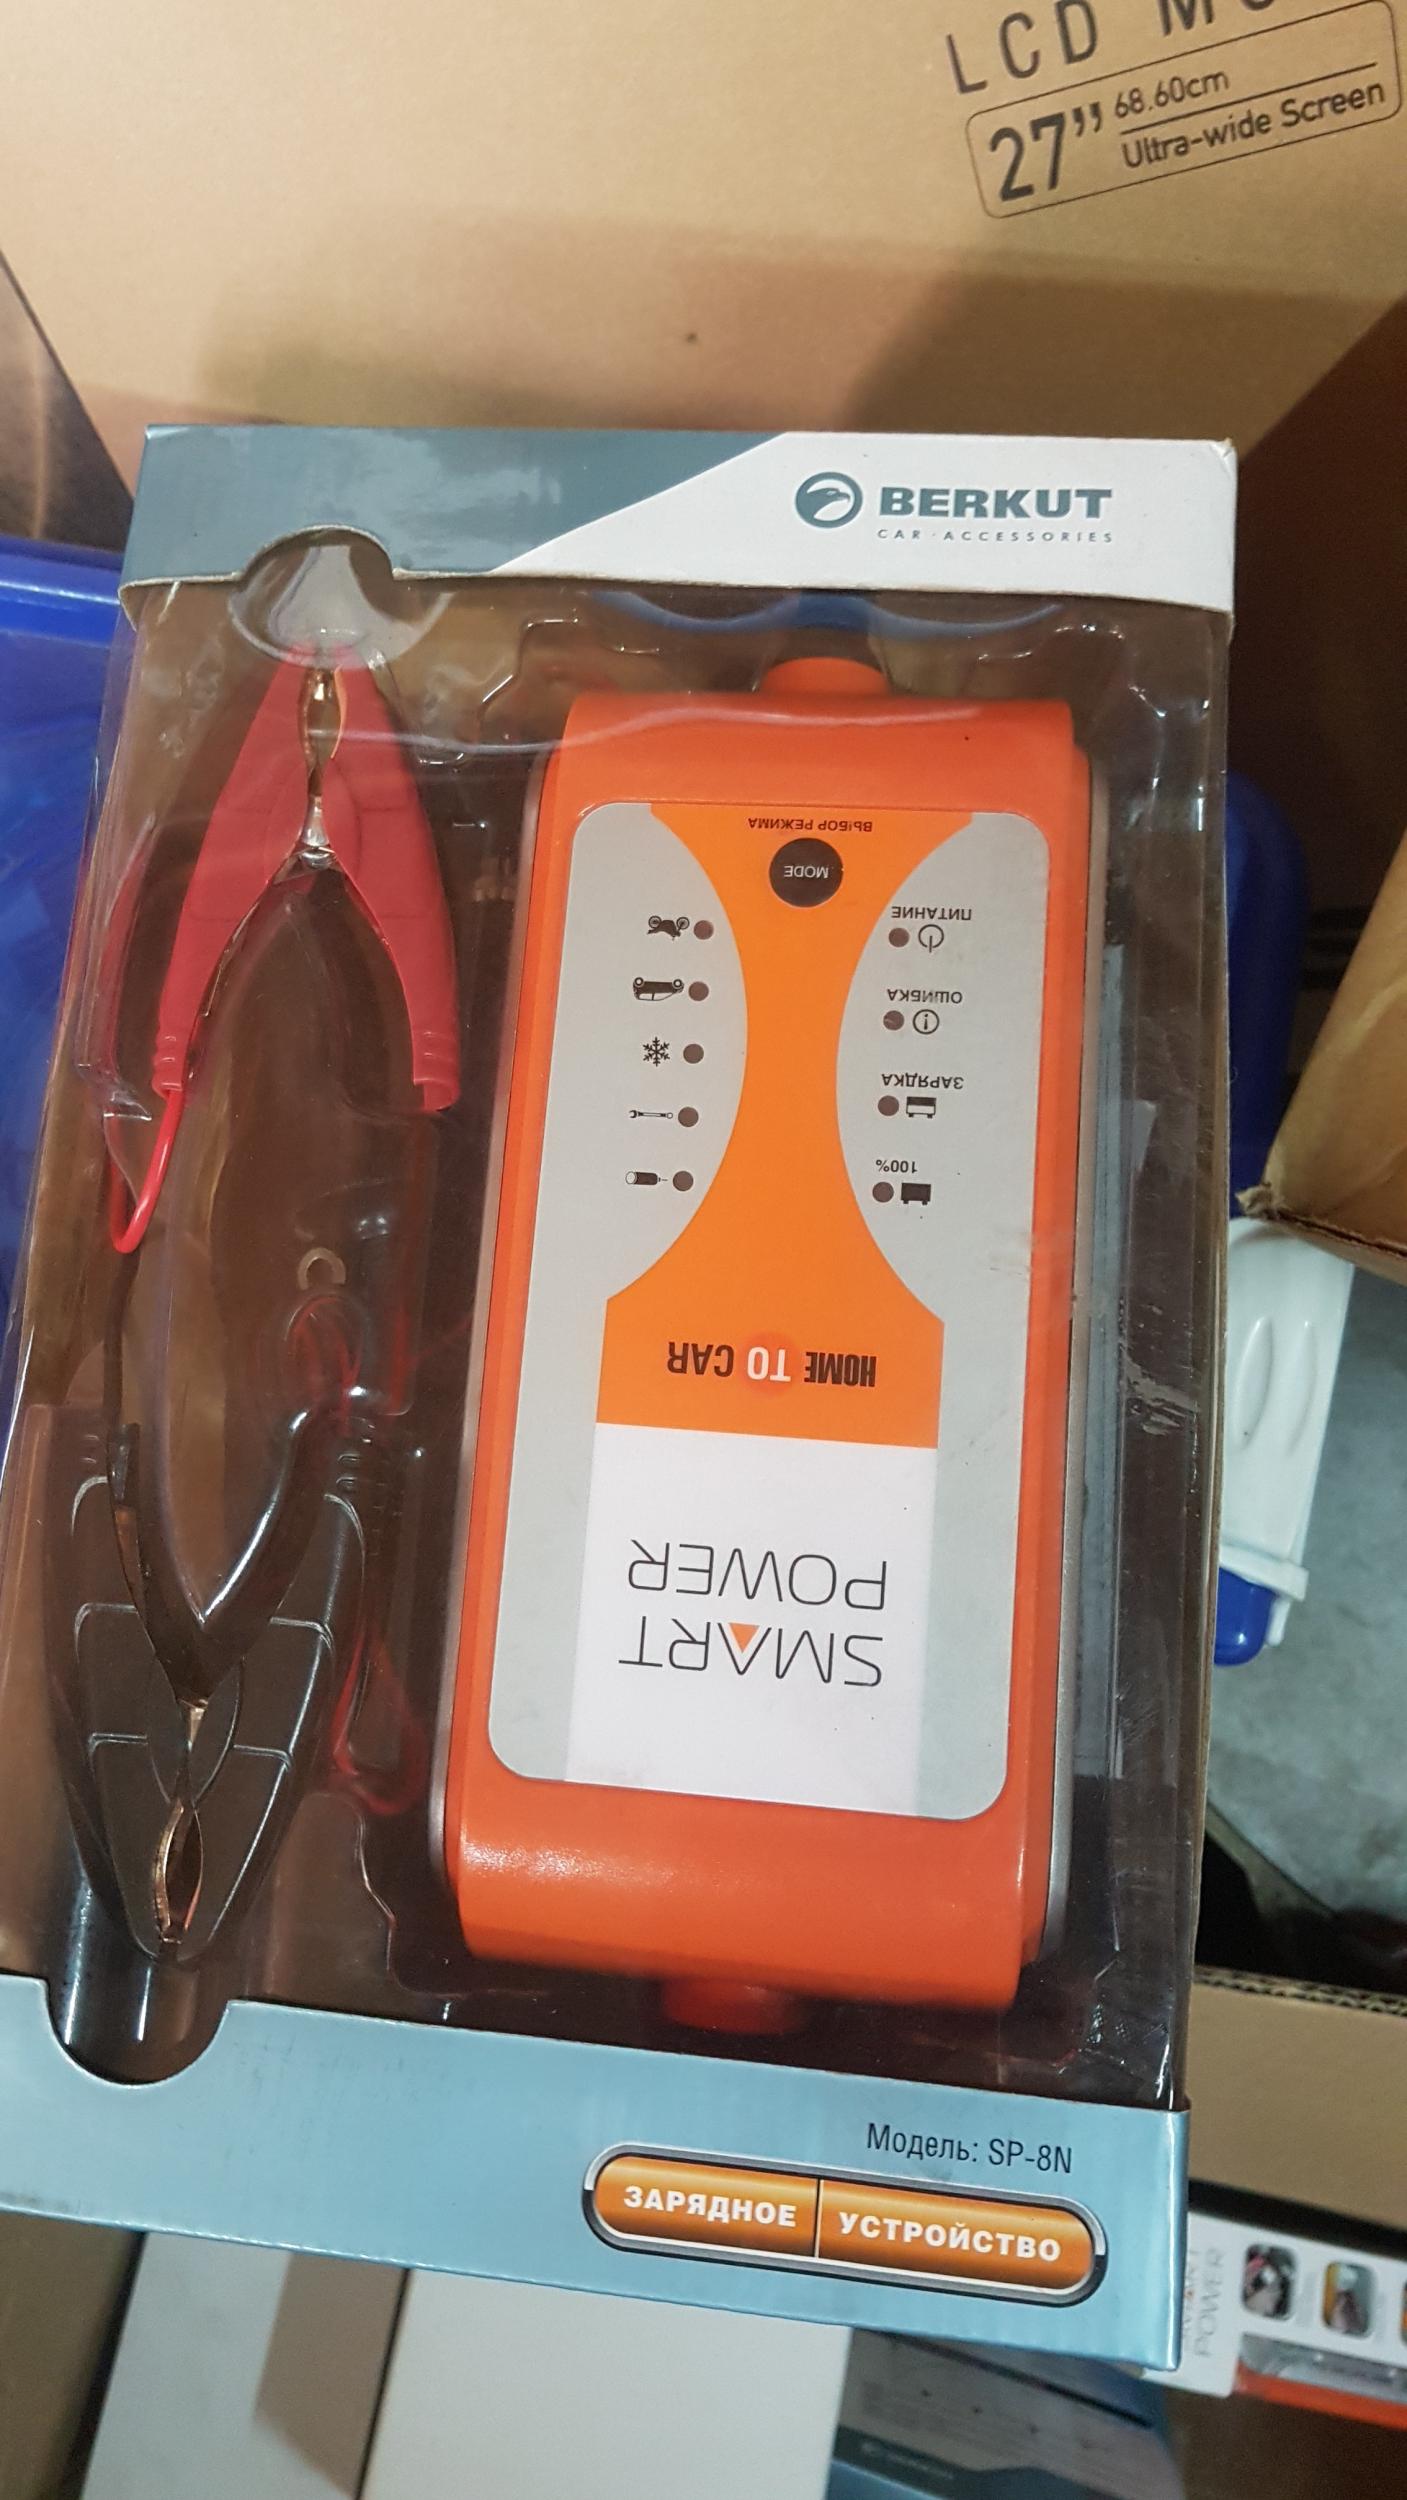 LCD
27” 68.60cm
Ultra-wide Screen
BERKUT
CAR·ACCESSORIES
SMART
POWER
HOME TO CAR
100%
ЗАРЯДКА
ОШИБКА
ПИТАНИЕ
MODE
ВЫБОР РЕЖИМА
Модель: SP-8N
ЗАРЯДНОЕ УСТРОЙСТВО
POWER